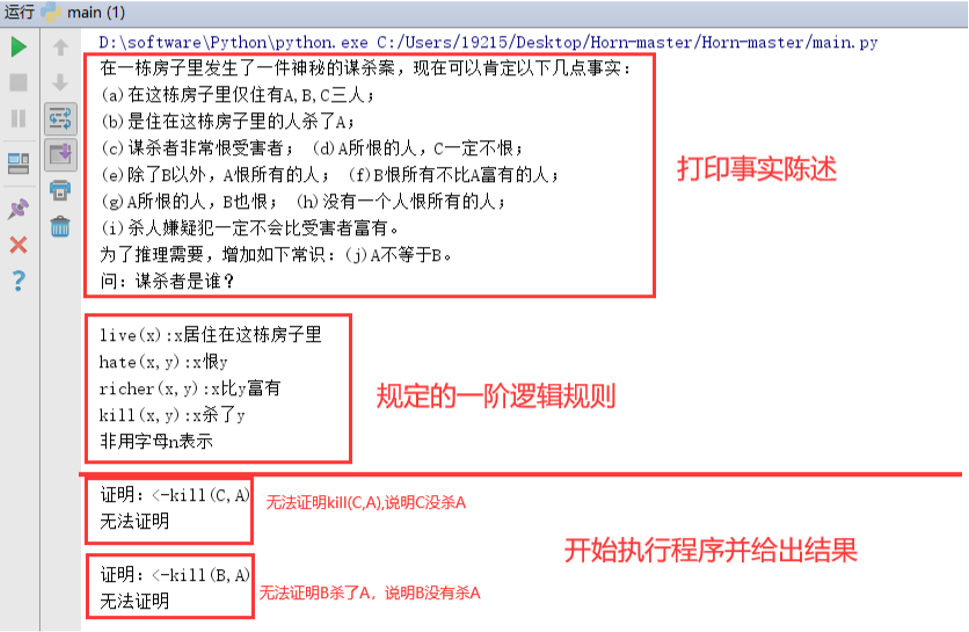 运行 main (1)
D:\software\Python\python.exe C:/Users/19215/Desktop/Horn-master/Horn-master/main.py
在一栋房子里发生了一件神秘的谋杀案，现在可以肯定以下几点事实：
(a)在这栋房子里仅住有A,B,C三人；
(b)是住在这栋房子里的人杀了A；
(c)谋杀者非常恨受害者； (d)A所恨的人，C一定不恨；
(e)除了B以外，A恨所有的人； (f)B恨所有不比A富有的人；
(g)A所恨的人，B也恨； (h)没有一个人恨所有的人；
(i)杀人嫌疑犯一定不会比受害者富有。
为了推理需要，增加如下常识：(j)A不等于B。
问：谋杀者是谁？
打印事实陈述
live(x):x居住在这栋房子里
hate(x,y):x恨y
richer(x,y):x比y富有
kill(x,y):x杀了y
非用字母n表示
规定的一阶逻辑规则
证明：<-kill(C,A)
无法证明
无法证明kill(C,A),说明C没杀A
开始执行程序并给出结果
证明：<-kill(B,A)
无法证明
无法证明B杀了A，说明B没有杀A